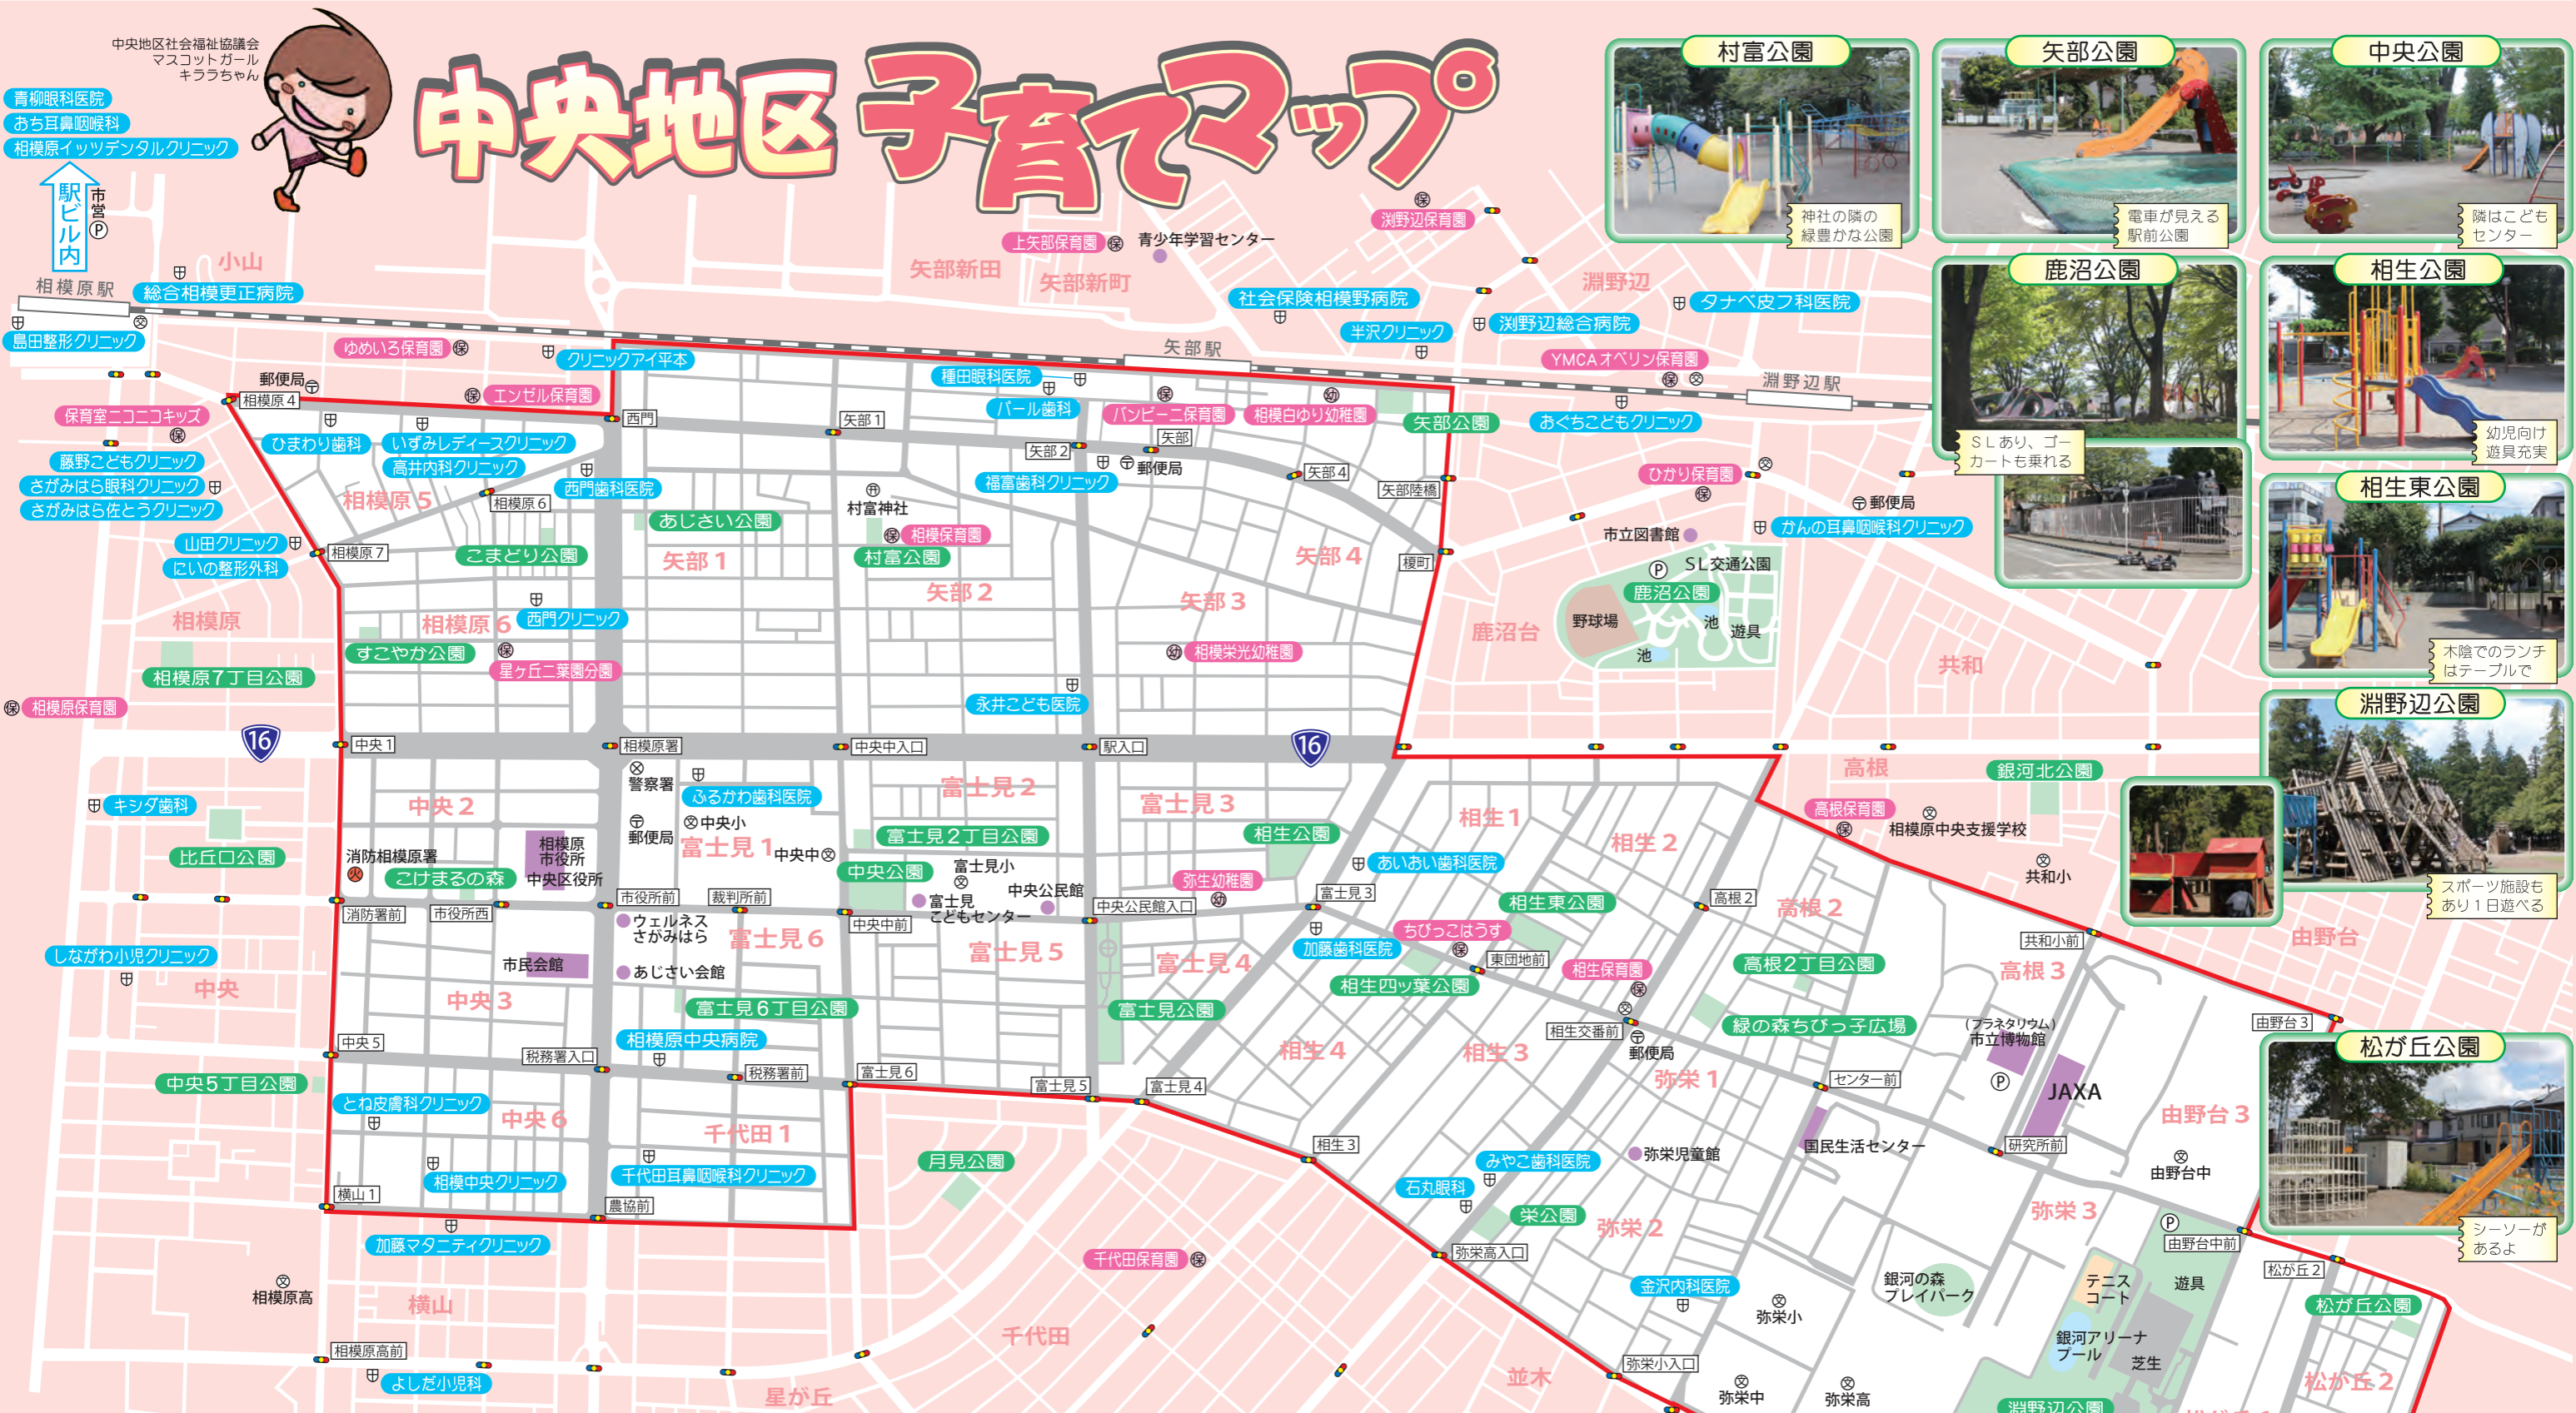 中央地区社会福祉協議会
マスコットガール
キララちゃん
中央地区 子育てマップ
青柳眼科医院
おち耳鼻咽喉科
相模原イッツデンタルクリニック
駅ビル内
市営
P
村富公園
神社の隣の
緑豊かな公園
矢部公園
電車が見える
駅前公園
中央公園
隣はこども
センター
鹿沼公園
SLあり、ゴー
カートも乗れる
相生公園
幼児向け
遊具充実
相生東公園
木陰でのランチ
はテーブルで
淵野辺公園
スポーツ施設も
あり1日遊べる
松が丘公園
シーソーが
あるよ
小山
相模原駅
総合相模更正病院
島田整形クリニック
ゆめいろ保育園
保
クリニックアイ平本
上矢部保育園
保
青少年学習センター
矢部新田
矢部新町
保
渕野辺保育園
淵野辺
社会保険相模野病院
半沢クリニック
渕野辺総合病院
タナベ皮フ科医院
矢部駅
YMCAオベリン保育園
保
文
淵野辺駅
郵便局
相模原4
保
エンゼル保育園
西門
保育室ニコニコキッズ
保
ひまわり歯科
いずみレディースクリニック
高井内科クリニック
藤野こどもクリニック
さがみはら眼科クリニック
さがみはら佐とうクリニック
相模原5
相模原6
西門歯科医院
矢部1
種田眼科医院
パール歯科
保
バンビーニ保育園
幼
相模白ゆり幼稚園
矢部公園
おぐちこどもクリニック
矢部2
矢部
郵便局
矢部4
福富歯科クリニック
矢部陸橋
ひかり保育園
保
文
郵便局
かんの耳鼻咽喉科クリニック
市立図書館
山田クリニック
にいの整形外科
相模原7
こまどり公園
あじさい公園
村富神社
保
相模保育園
村富公園
矢部1
矢部2
矢部3
矢部4
榎町
P
SL交通公園
鹿沼公園
野球場
池
遊具
池
鹿沼台
共和
相模原
相模原6
西門クリニック
すこやか公園
保
星ヶ丘二葉園分園
相模原7丁目公園
保
相模原保育園
幼
相模栄光幼稚園
永井こども医院
16
中央1
相模原署
中央中入口
駅入口
16
警察署
ふるかわ歯科医院
郵便局
文
中央小
中央2
富士見1
富士見2
富士見3
富士見2丁目公園
相生公園
相生1
相生2
高根
銀河北公園
高根保育園
保
文
相模原中央支援学校
文
共和小
キシダ歯科
比丘口公園
消防相模原署
火
こけまるの森
相模原
市役所
中央区役所
中央中
文
中央公園
富士見小
文
富士見
こどもセンター
中央公民館
弥生幼稚園
幼
あいおい歯科医院
富士見3
相生東公園
高根2
高根2
消防署前
市役所西
市役所前
裁判所前
中央中前
中央公民館入口
ウェルネス
さがみはら
富士見6
富士見5
富士見4
加藤歯科医院
ちびっこはうす
保
東団地前
相生四ッ葉公園
相生保育園
保
高根2丁目公園
共和小前
高根3
由野台
しながわ小児クリニック
中央
市民会館
あじさい会館
中央3
富士見6丁目公園
富士見公園
相模原中央病院
中央5
税務署入口
税務署前
富士見6
富士見5
富士見4
相生4
相生3
文
相生交番前
郵便局
弥栄1
緑の森ちびっ子広場
(プラネタリウム)
市立博物館
P
JAXA
由野台3
由野台3
センター前
国民生活センター
研究所前
文
由野台中
中央5丁目公園
とね皮膚科クリニック
中央6
千代田1
相模中央クリニック
千代田耳鼻咽喉科クリニック
横山1
農協前
加藤マタニティクリニック
文
相模原高
横山
月見公園
千代田保育園
保
相生3
みやこ歯科医院
弥栄児童館
石丸眼科
栄公園
弥栄2
弥栄高入口
弥栄3
P
由野台中前
松が丘2
金沢内科医院
文
弥栄小
銀河の森
プレイパーク
テニス
コート
遊具
松が丘公園
銀河アリーナ
プール
芝生
相模原高前
よしだ小児科
星が丘
千代田
並木
弥栄小入口
文
弥栄中
文
弥栄高
淵野辺公園
松が丘2